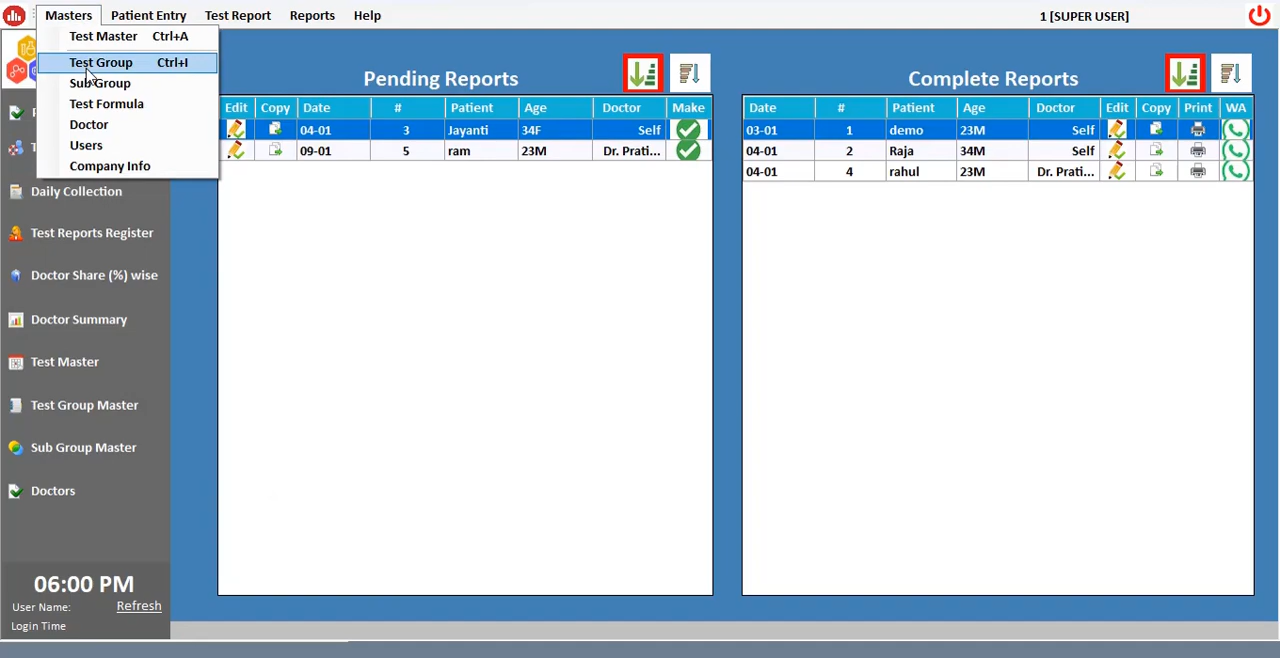 Masters Patient Entry Test Report Reports Help 1 [SUPER USER]
Test Master Ctrl+A
Test Group Ctrl+I
Sub Group
Test Formula
Doctor
Users
Company Info
Daily Collection
Test Reports Register
Doctor Share (%) wise
Doctor Summary
Test Master
Test Group Master
Sub Group Master
Doctors
06:00 PM
User Name: Refresh
Login Time
Pending Reports
Edit Copy Date # Patient Age Doctor Make
04-01 3 Jayanti 34F Self
09-01 5 ram 23M Dr. Prati...
Complete Reports
Date # Patient Age Doctor Edit Copy Print WA
03-01 1 demo 23M Self
04-01 2 Raja 34M Self
04-01 4 rahul 23M Dr. Prati...